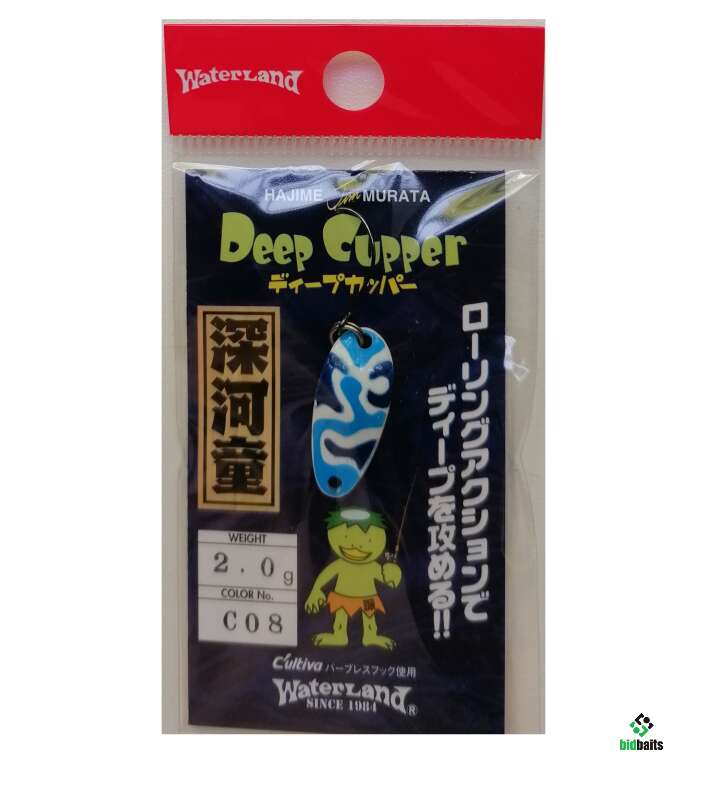 WaterLand
HAJIME Jim MURATA
Deep Cupper
ディープカッパー
深河童
ローリングアクションで
ディープを攻める!!
WEIGHT
2.0g
COLOR No.
C08
C'ultiva バーブレスフック使用
WaterLand®
SINCE 1984
bidbaits